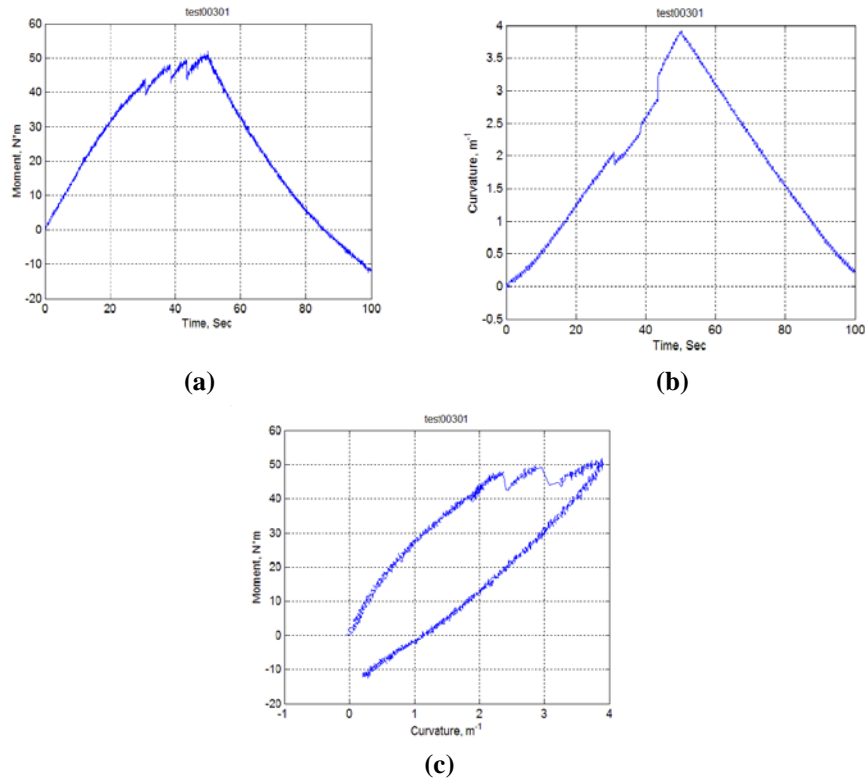 test00301
60
50
40
30
20
10
0
-10
-20
Moment, N*m
0 20 40 60 80 100
Time, Sec
(a)
test00301
4
3.5
3
2.5
2
1.5
1
0.5
0
-0.5
Curvature, m-1
0 20 40 60 80 100
Time, Sec
(b)
test00301
60
50
40
30
20
10
0
-10
-20
Moment, N*m
-1 0 1 2 3 4
Curvature, m-1
(c)